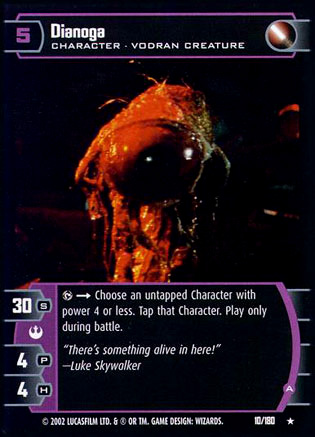 5 Dianoga
CHARACTER · VODRAN CREATURE
30 S
→ Choose an untapped Character with
power 4 or less. Tap that Character. Play only
during battle.
4 P
"There's something alive in here!"
—Luke Skywalker
4 H
A
© 2002 LUCASFILM LTD. & ® OR TM. GAME DESIGN: WIZARDS. 10/180 ★